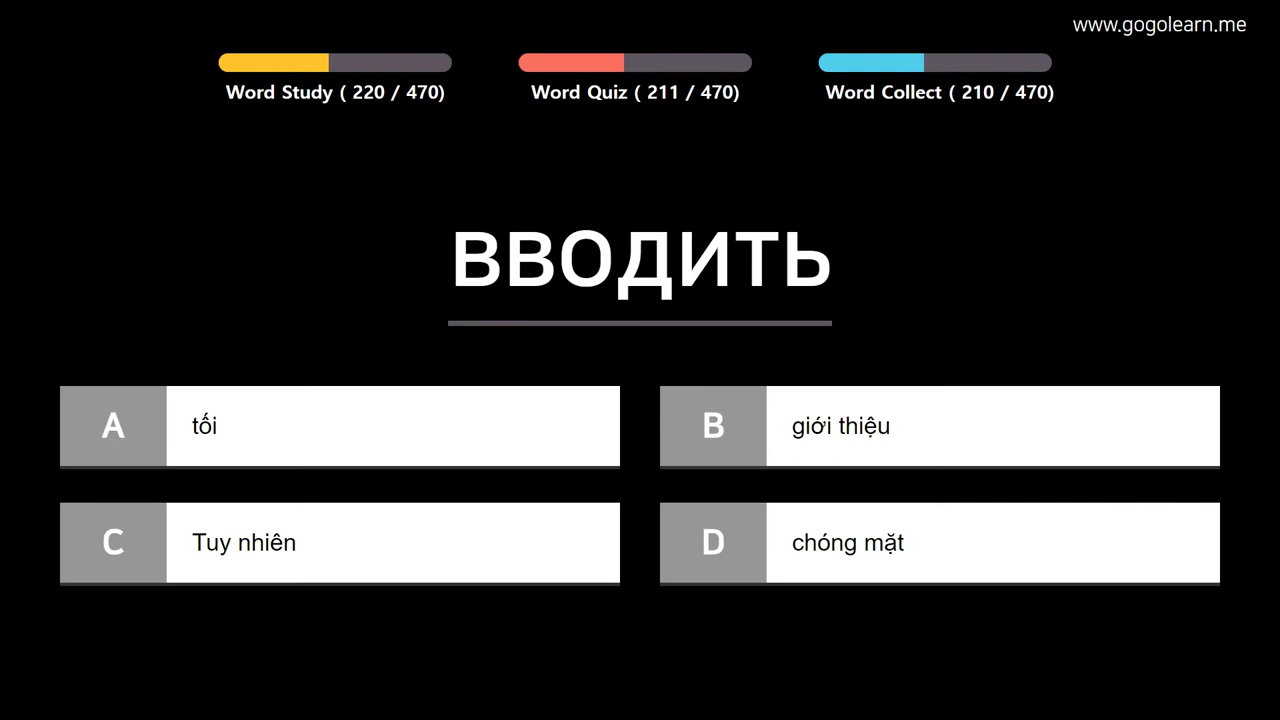 www.gogolearn.me
Word Study ( 220 / 470)
Word Quiz ( 211 / 470)
Word Collect ( 210 / 470)
ВВОДИТЬ
A tối
B giới thiệu
C Tuy nhiên
D chóng mặt